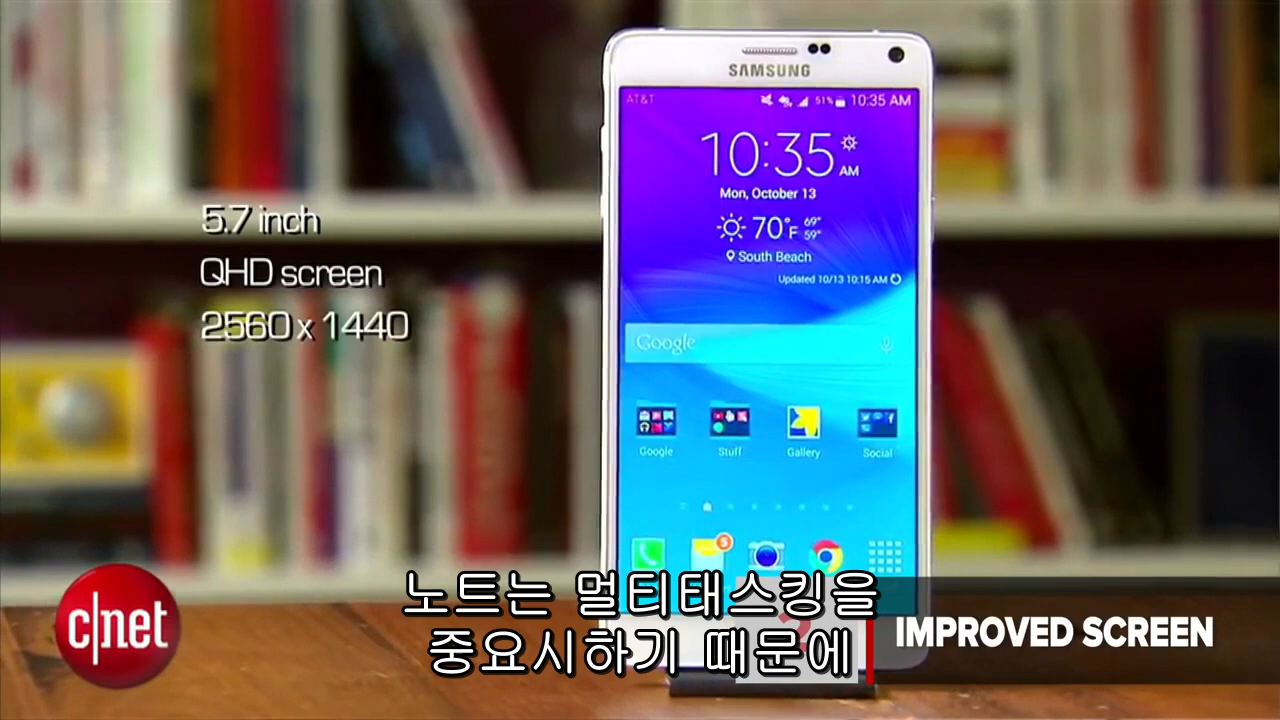 SAMSUNG
AT&T 51% 10:35 AM
10:35 AM
Mon, October 13
70°F 69° 59°
South Beach
Updated 10/13 10:15 AM
5.7 inch
QHD screen
2560 x 1440
Google
Google Stuff Gallery Social
5
c|net
노트는 멀티태스킹을
중요시하기 때문에
2
IMPROVED SCREEN